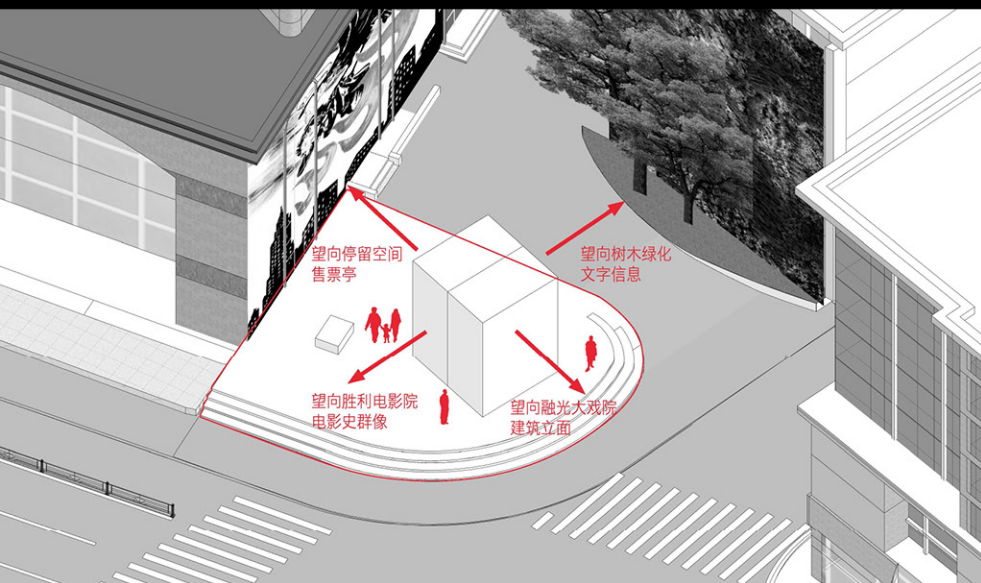 望向停留空间
售票亭
望向树木绿化
文字信息
望向胜利电影院
电影史群像
望向融光大戏院
建筑立面